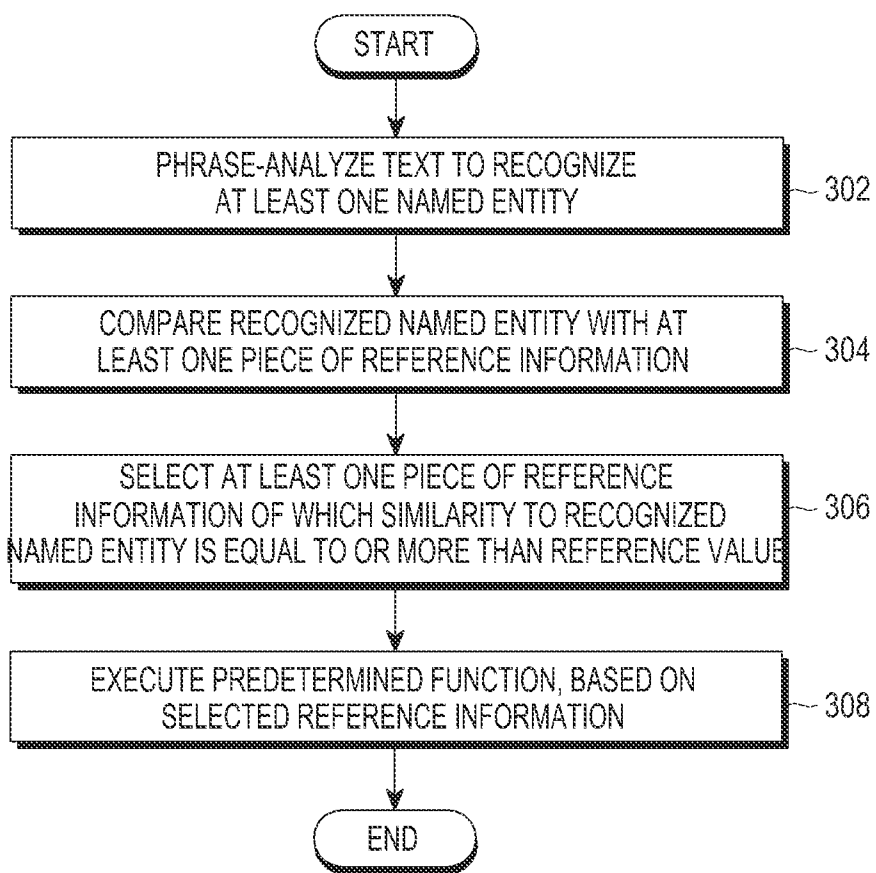 START
PHRASE-ANALYZE TEXT TO RECOGNIZE
AT LEAST ONE NAMED ENTITY
302
COMPARE RECOGNIZED NAMED ENTITY WITH AT
LEAST ONE PIECE OF REFERENCE INFORMATION
304
SELECT AT LEAST ONE PIECE OF REFERENCE
INFORMATION OF WHICH SIMILARITY TO RECOGNIZED
NAMED ENTITY IS EQUAL TO OR MORE THAN REFERENCE VALUE
306
EXECUTE PREDETERMINED FUNCTION, BASED ON
SELECTED REFERENCE INFORMATION
308
END